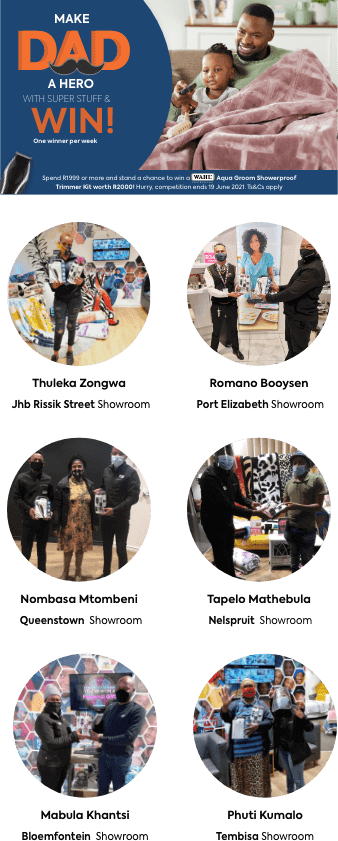 MAKE
DAD
A HERO
WITH SUPER STUFF &
WIN!
One winner per week
Spend R1999 or more and stand a chance to win a WAHL Aqua Groom Showerproof
Trimmer Kit worth R2000! Hurry, competition ends 19 June 2021. Ts&Cs apply
Thuleka Zongwa
Romano Booysen
Jhb Rissik Street Showroom
Port Elizabeth Showroom
Nombasa Mtombeni
Tapelo Mathebula
Queenstown Showroom
Nelspruit Showroom
Mabula Khantsi
Phuti Kumalo
Bloemfontein Showroom
Tembisa Showroom